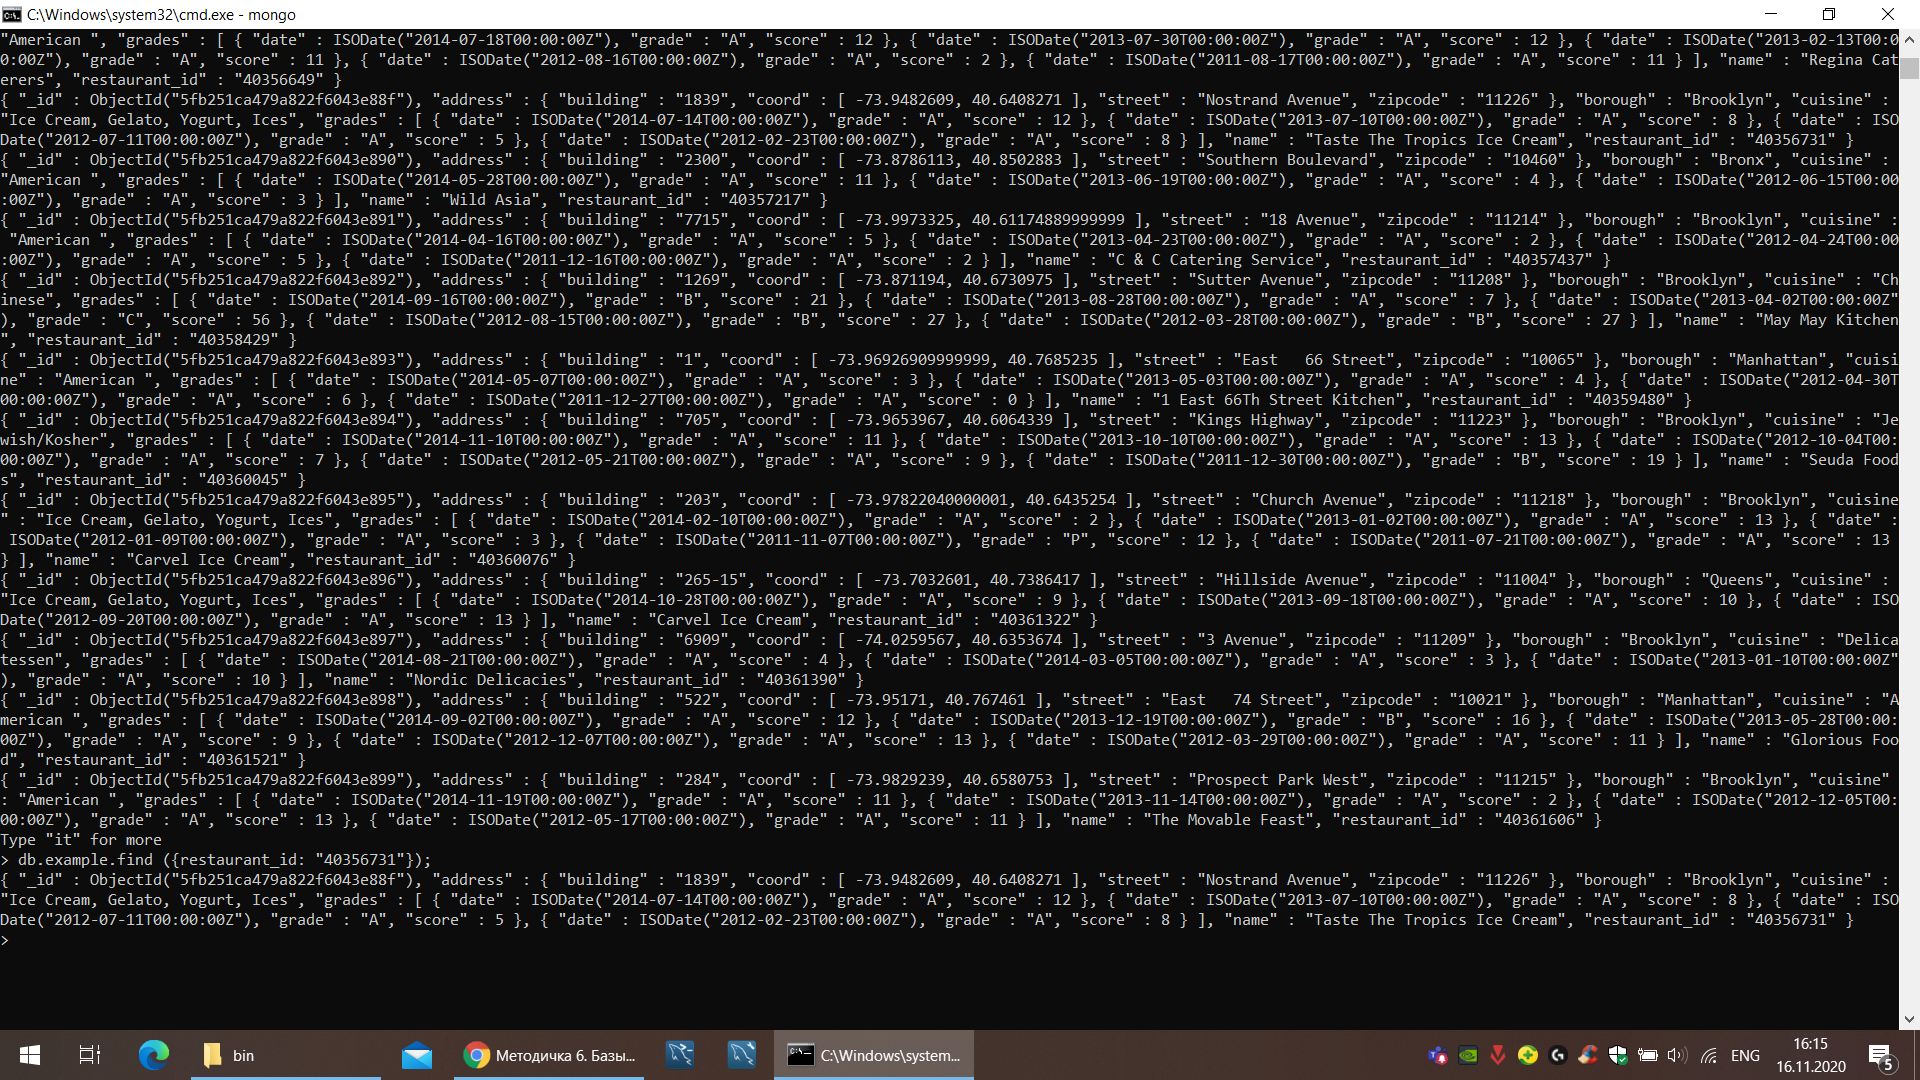 C:\Windows\system32\cmd.exe - mongo
"American ", "grades" : [ { "date" : ISODate("2014-07-18T00:00:00Z"), "grade" : "A", "score" : 12 }, { "date" : ISODate("2013-07-30T00:00:00Z"), "grade" : "A", "score" : 12 }, { "date" : ISODate("2013-02-13T00:0
0:00Z"), "grade" : "A", "score" : 11 }, { "date" : ISODate("2012-08-16T00:00:00Z"), "grade" : "A", "score" : 2 }, { "date" : ISODate("2011-08-17T00:00:00Z"), "grade" : "A", "score" : 11 } ], "name" : "Regina Cat
erers", "restaurant_id" : "40356649" }
{ "_id" : ObjectId("5fb251ca479a822f6043e88f"), "address" : { "building" : "1839", "coord" : [ -73.9482609, 40.6408271 ], "street" : "Nostrand Avenue", "zipcode" : "11226" }, "borough" : "Brooklyn", "cuisine" :
"Ice Cream, Gelato, Yogurt, Ices", "grades" : [ { "date" : ISODate("2014-07-14T00:00:00Z"), "grade" : "A", "score" : 12 }, { "date" : ISODate("2013-07-10T00:00:00Z"), "grade" : "A", "score" : 8 }, { "date" : ISO
Date("2012-07-11T00:00:00Z"), "grade" : "A", "score" : 5 }, { "date" : ISODate("2012-02-23T00:00:00Z"), "grade" : "A", "score" : 8 } ], "name" : "Taste The Tropics Ice Cream", "restaurant_id" : "40356731" }
{ "_id" : ObjectId("5fb251ca479a822f6043e890"), "address" : { "building" : "2300", "coord" : [ -73.8786113, 40.8502883 ], "street" : "Southern Boulevard", "zipcode" : "10460" }, "borough" : "Bronx", "cuisine" :
"American ", "grades" : [ { "date" : ISODate("2014-05-28T00:00:00Z"), "grade" : "A", "score" : 11 }, { "date" : ISODate("2013-06-19T00:00:00Z"), "grade" : "A", "score" : 4 }, { "date" : ISODate("2012-06-15T00:00
:00Z"), "grade" : "A", "score" : 3 } ], "name" : "Wild Asia", "restaurant_id" : "40357217" }
{ "_id" : ObjectId("5fb251ca479a822f6043e891"), "address" : { "building" : "7715", "coord" : [ -73.9973325, 40.61174889999999 ], "street" : "18 Avenue", "zipcode" : "11214" }, "borough" : "Brooklyn", "cuisine" :
"American ", "grades" : [ { "date" : ISODate("2014-04-16T00:00:00Z"), "grade" : "A", "score" : 5 }, { "date" : ISODate("2013-04-23T00:00:00Z"), "grade" : "A", "score" : 2 }, { "date" : ISODate("2012-04-24T00:00
:00Z"), "grade" : "A", "score" : 5 }, { "date" : ISODate("2011-12-16T00:00:00Z"), "grade" : "A", "score" : 2 } ], "name" : "C & C Catering Service", "restaurant_id" : "40357437" }
{ "_id" : ObjectId("5fb251ca479a822f6043e892"), "address" : { "building" : "1269", "coord" : [ -73.871194, 40.6730975 ], "street" : "Sutter Avenue", "zipcode" : "11208" }, "borough" : "Brooklyn", "cuisine" : "Ch
inese", "grades" : [ { "date" : ISODate("2014-09-16T00:00:00Z"), "grade" : "B", "score" : 21 }, { "date" : ISODate("2013-08-28T00:00:00Z"), "grade" : "A", "score" : 7 }, { "date" : ISODate("2013-04-02T00:00:00Z"
), "grade" : "C", "score" : 56 }, { "date" : ISODate("2012-08-15T00:00:00Z"), "grade" : "B", "score" : 27 }, { "date" : ISODate("2012-03-28T00:00:00Z"), "grade" : "B", "score" : 27 } ], "name" : "May May Kitchen
", "restaurant_id" : "40358429" }
{ "_id" : ObjectId("5fb251ca479a822f6043e893"), "address" : { "building" : "1", "coord" : [ -73.96926909999999, 40.7685235 ], "street" : "East   66 Street", "zipcode" : "10065" }, "borough" : "Manhattan", "cuisi
ne" : "American ", "grades" : [ { "date" : ISODate("2014-05-07T00:00:00Z"), "grade" : "A", "score" : 3 }, { "date" : ISODate("2013-05-03T00:00:00Z"), "grade" : "A", "score" : 4 }, { "date" : ISODate("2012-04-30T
00:00:00Z"), "grade" : "A", "score" : 6 }, { "date" : ISODate("2011-12-27T00:00:00Z"), "grade" : "A", "score" : 0 } ], "name" : "1 East 66Th Street Kitchen", "restaurant_id" : "40359480" }
{ "_id" : ObjectId("5fb251ca479a822f6043e894"), "address" : { "building" : "705", "coord" : [ -73.9653967, 40.6064339 ], "street" : "Kings Highway", "zipcode" : "11223" }, "borough" : "Brooklyn", "cuisine" : "Je
wish/Kosher", "grades" : [ { "date" : ISODate("2014-11-10T00:00:00Z"), "grade" : "A", "score" : 11 }, { "date" : ISODate("2013-10-10T00:00:00Z"), "grade" : "A", "score" : 13 }, { "date" : ISODate("2012-10-04T00:
00:00Z"), "grade" : "A", "score" : 7 }, { "date" : ISODate("2012-05-21T00:00:00Z"), "grade" : "A", "score" : 9 }, { "date" : ISODate("2011-12-30T00:00:00Z"), "grade" : "B", "score" : 19 } ], "name" : "Seuda Food
s", "restaurant_id" : "40360045" }
{ "_id" : ObjectId("5fb251ca479a822f6043e895"), "address" : { "building" : "203", "coord" : [ -73.97822040000001, 40.6435254 ], "street" : "Church Avenue", "zipcode" : "11218" }, "borough" : "Brooklyn", "cuisine
" : "Ice Cream, Gelato, Yogurt, Ices", "grades" : [ { "date" : ISODate("2014-02-10T00:00:00Z"), "grade" : "A", "score" : 2 }, { "date" : ISODate("2013-01-02T00:00:00Z"), "grade" : "A", "score" : 13 }, { "date" :
ISODate("2012-01-09T00:00:00Z"), "grade" : "A", "score" : 3 }, { "date" : ISODate("2011-11-07T00:00:00Z"), "grade" : "P", "score" : 12 }, { "date" : ISODate("2011-07-21T00:00:00Z"), "grade" : "A", "score" : 13
} ], "name" : "Carvel Ice Cream", "restaurant_id" : "40360076" }
{ "_id" : ObjectId("5fb251ca479a822f6043e896"), "address" : { "building" : "265-15", "coord" : [ -73.7032601, 40.7386417 ], "street" : "Hillside Avenue", "zipcode" : "11004" }, "borough" : "Queens", "cuisine" :
"Ice Cream, Gelato, Yogurt, Ices", "grades" : [ { "date" : ISODate("2014-10-28T00:00:00Z"), "grade" : "A", "score" : 9 }, { "date" : ISODate("2013-09-18T00:00:00Z"), "grade" : "A", "score" : 10 }, { "date" : ISO
Date("2012-09-20T00:00:00Z"), "grade" : "A", "score" : 13 } ], "name" : "Carvel Ice Cream", "restaurant_id" : "40361322" }
{ "_id" : ObjectId("5fb251ca479a822f6043e897"), "address" : { "building" : "6909", "coord" : [ -74.0259567, 40.6353674 ], "street" : "3 Avenue", "zipcode" : "11209" }, "borough" : "Brooklyn", "cuisine" : "Delica
tessen", "grades" : [ { "date" : ISODate("2014-08-21T00:00:00Z"), "grade" : "A", "score" : 4 }, { "date" : ISODate("2014-03-05T00:00:00Z"), "grade" : "A", "score" : 3 }, { "date" : ISODate("2013-01-10T00:00:00Z"
), "grade" : "A", "score" : 10 } ], "name" : "Nordic Delicacies", "restaurant_id" : "40361390" }
{ "_id" : ObjectId("5fb251ca479a822f6043e898"), "address" : { "building" : "522", "coord" : [ -73.95171, 40.767461 ], "street" : "East   74 Street", "zipcode" : "10021" }, "borough" : "Manhattan", "cuisine" : "A
merican ", "grades" : [ { "date" : ISODate("2014-09-02T00:00:00Z"), "grade" : "A", "score" : 12 }, { "date" : ISODate("2013-12-19T00:00:00Z"), "grade" : "B", "score" : 16 }, { "date" : ISODate("2013-05-28T00:00:
00Z"), "grade" : "A", "score" : 9 }, { "date" : ISODate("2012-12-07T00:00:00Z"), "grade" : "A", "score" : 13 }, { "date" : ISODate("2012-03-29T00:00:00Z"), "grade" : "A", "score" : 11 } ], "name" : "Glorious Foo
d", "restaurant_id" : "40361521" }
{ "_id" : ObjectId("5fb251ca479a822f6043e899"), "address" : { "building" : "284", "coord" : [ -73.9829239, 40.6580753 ], "street" : "Prospect Park West", "zipcode" : "11215" }, "borough" : "Brooklyn", "cuisine"
: "American ", "grades" : [ { "date" : ISODate("2014-11-19T00:00:00Z"), "grade" : "A", "score" : 11 }, { "date" : ISODate("2013-11-14T00:00:00Z"), "grade" : "A", "score" : 2 }, { "date" : ISODate("2012-12-05T00:
00:00Z"), "grade" : "A", "score" : 13 }, { "date" : ISODate("2012-05-17T00:00:00Z"), "grade" : "A", "score" : 11 } ], "name" : "The Movable Feast", "restaurant_id" : "40361606" }
Type "it" for more
> db.example.find ({restaurant_id: "40356731"});
{ "_id" : ObjectId("5fb251ca479a822f6043e88f"), "address" : { "building" : "1839", "coord" : [ -73.9482609, 40.6408271 ], "street" : "Nostrand Avenue", "zipcode" : "11226" }, "borough" : "Brooklyn", "cuisine" :
"Ice Cream, Gelato, Yogurt, Ices", "grades" : [ { "date" : ISODate("2014-07-14T00:00:00Z"), "grade" : "A", "score" : 12 }, { "date" : ISODate("2013-07-10T00:00:00Z"), "grade" : "A", "score" : 8 }, { "date" : ISO
Date("2012-07-11T00:00:00Z"), "grade" : "A", "score" : 5 }, { "date" : ISODate("2012-02-23T00:00:00Z"), "grade" : "A", "score" : 8 } ], "name" : "Taste The Tropics Ice Cream", "restaurant_id" : "40356731" }
>
bin
Методичка 6. Базы...
C:\Windows\system...
ENG
16:15
16.11.2020
5